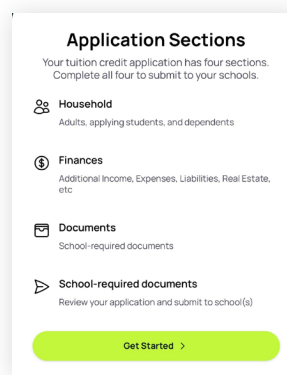 Application Sections
Your tuition credit application has four sections.
Complete all four to submit to your schools.
Household
Adults, applying students, and dependents
Finances
Additional Income, Expenses, Liabilities, Real Estate,
etc
Documents
School-required documents
School-required documents
Review your application and submit to school(s)
Get Started